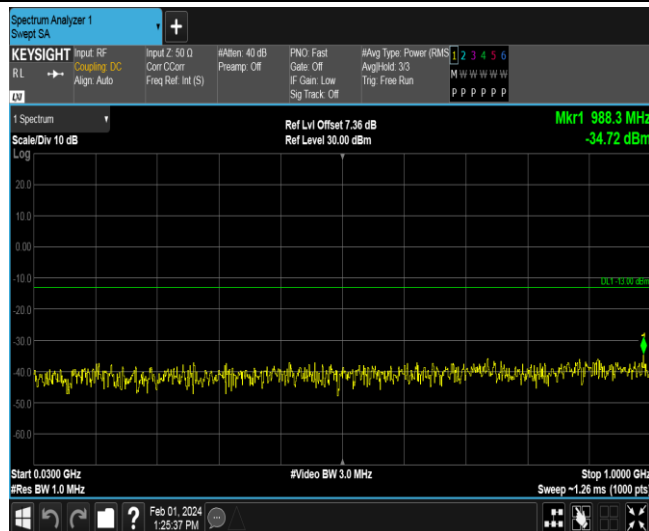 Spectrum Analyzer 1
Swept SA
+
KEYSIGHT
RL
Input: RF
Coupling: DC
Align: Auto
Input Z: 50 Ω
Corr CCorr
Freq Ref: Int (S)
#Atten: 40 dB
Preamp: Off
PNO: Fast
Gate: Off
IF Gain: Low
Sig Track: Off
#Avg Type: Power (RMS
Avg|Hold: 3/3
Trig: Free Run
1 2 3 4 5 6
M W W W W W
P P P P P P
1 Spectrum
Scale/Div 10 dB
Log
Ref Lvl Offset 7.36 dB
Ref Level 30.00 dBm
Mkr1 988.3 MHz
-34.72 dBm
20.0
10.0
0.00
-10.0
DL1 -13.00 dBm
-20.0
-30.0
-40.0
-50.0
-60.0
Start 0.0300 GHz
#Res BW 1.0 MHz
#Video BW 3.0 MHz
Stop 1.0000 GHz
Sweep ~1.26 ms (1000 pts)
?
Feb 01, 2024
1:25:37 PM